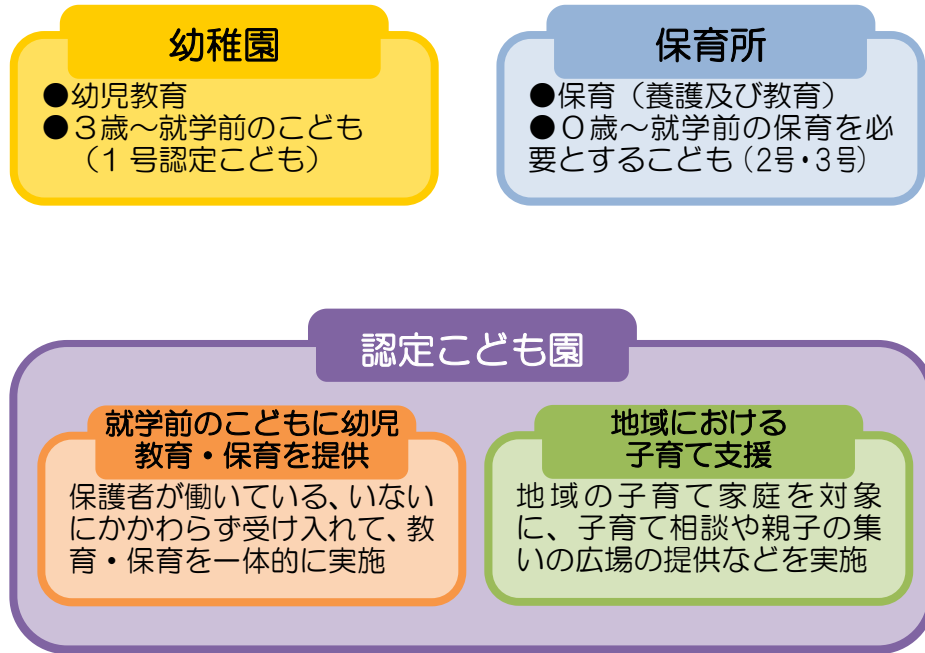 幼稚園
●幼児教育
●３歳～就学前のこども
（1 号認定こども）
保育所
●保育（養護及び教育）
●０歳～就学前の保育を必
要とするこども（2号・3号）
認定こども園
就学前のこどもに幼児
教育・保育を提供
保護者が働いている、いない
にかかわらず受け入れて、教
育・保育を一体的に実施
地域における
子育て支援
地域の子育て家庭を対象
に、子育て相談や親子の集
いの広場の提供などを実施